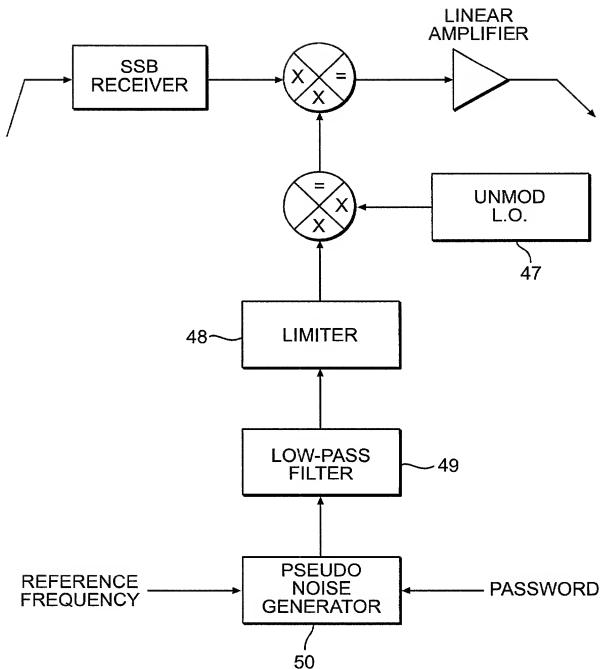 LINEAR
AMPLIFIER
SSB
RECEIVER
X =
X
=
X
X
UNMOD
L.O.
47
48
LIMITER
LOW-PASS
FILTER
49
REFERENCE
FREQUENCY
PSEUDO
NOISE
GENERATOR
PASSWORD
50